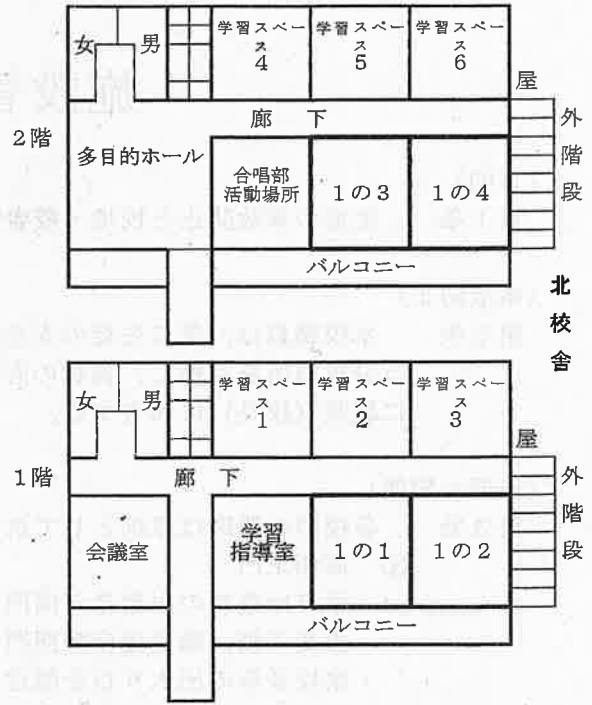 学習スペース
4
学習スペース
5
学習スペース
6
女 男
屋外階段
廊 下
2階
多目的ホール
合唱部
活動場所
1の3
1の4
バルコニー
北校舎
学習スペース
1
学習スペース
2
学習スペース
3
女 男
屋外階段
1階
廊 下
会議室
学習
指導室
1の1
1の2
バルコニー